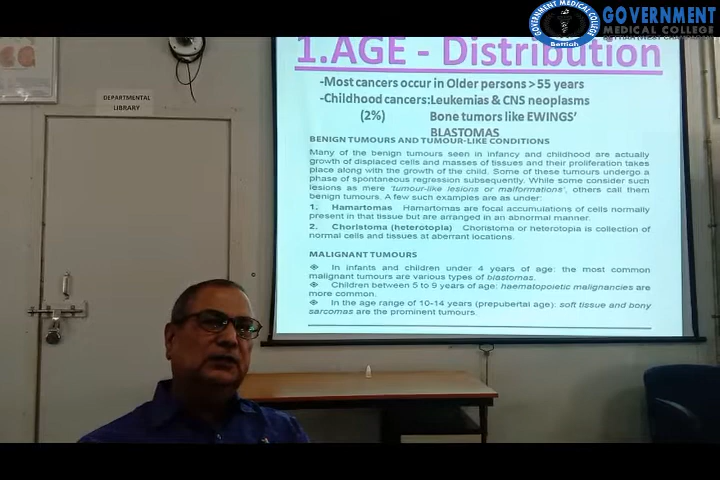 GOVERNMENT
MEDICAL COLLEGE
GOVERNMENT MEDICAL COLLEGE
Bettiah
DEPARTMENTAL
LIBRARY
1.AGE - Distribution
-Most cancers occur in Older persons > 55 years
-Childhood cancers:Leukemias & CNS neoplasms
(2%) Bone tumors like EWINGS'
BLASTOMAS
BENIGN TUMOURS AND TUMOUR-LIKE CONDITIONS
Many of the benign tumours seen in infancy and childhood are actually
growth of displaced cells and masses of tissues and their proliferation takes
place along with the growth of the child. Some of these tumours undergo a
phase of spontaneous regression subsequently. While some consider such
lesions as mere 'tumour-like lesions or malformations', others call them
benign tumours. A few such examples are as under:
1. Hamartomas Hamartomas are focal accumulations of cells normally
present in that tissue but are arranged in an abnormal manner.
2. Choristoma (heterotopia) Choristoma or heterotopia is collection of
normal cells and tissues at aberrant locations.
MALIGNANT TUMOURS
❖ In infants and children under 4 years of age: the most common
malignant tumours are various types of blastomas.
❖ Children between 5 to 9 years of age: haematopoietic malignancies are
more common.
❖ In the age range of 10-14 years (prepubertal age): soft tissue and bony
sarcomas are the prominent tumours.